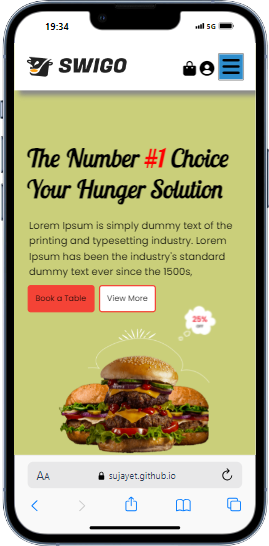 19:34
5G
SWIGO
The Number #1 Choice
Your Hunger Solution
Lorem Ipsum is simply dummy text of the
printing and typesetting industry. Lorem
Ipsum has been the industry's standard
dummy text ever since the 1500s,
Book a Table View More
25%
OFF
AA sujayet.github.io